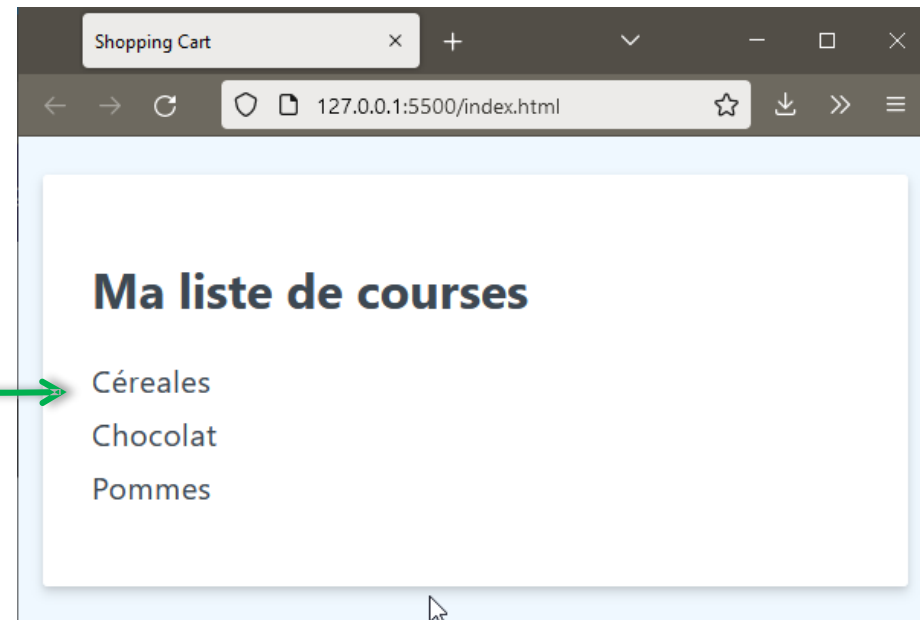 Shopping Cart
127.0.0.1:5500/index.html
Ma liste de courses
Céreales
Chocolat
Pommes